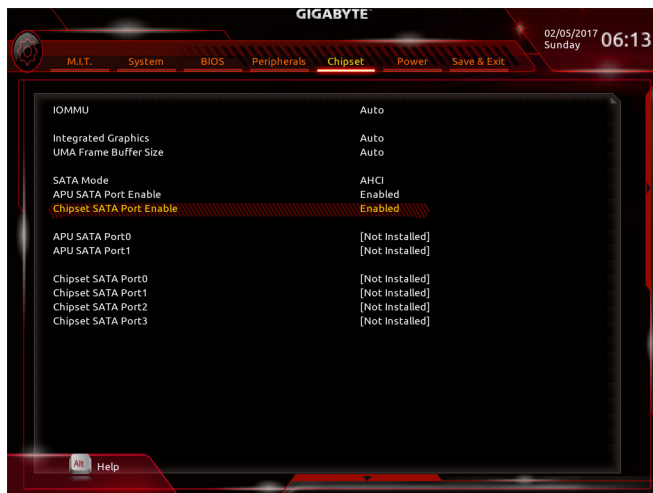 GIGABYTE™
02/05/2017 Sunday 06:13
M.I.T. System BIOS Peripherals Chipset Power Save & Exit
IOMMU Auto
Integrated Graphics Auto
UMA Frame Buffer Size Auto
SATA Mode AHCI
APU SATA Port Enable Enabled
Chipset SATA Port Enable Enabled
APU SATA Port0 [Not Installed]
APU SATA Port1 [Not Installed]
Chipset SATA Port0 [Not Installed]
Chipset SATA Port1 [Not Installed]
Chipset SATA Port2 [Not Installed]
Chipset SATA Port3 [Not Installed]
Alt Help